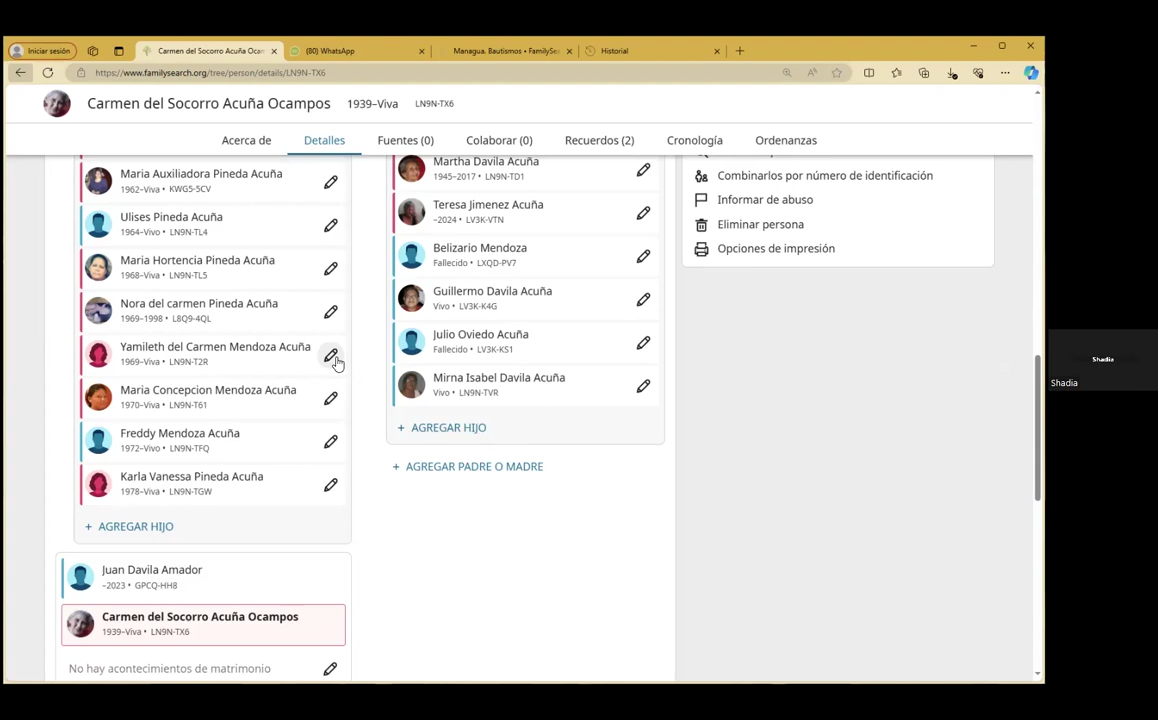 Iniciar sesión
Carmen del Socorro Acuña Ocam
(80) WhatsApp
Managua. Bautismos • FamilySea
Historial
https://www.familysearch.org/tree/person/details/LN9N-TX6
Carmen del Socorro Acuña Ocampos 1939–Viva LN9N-TX6
Acerca de Detalles Fuentes (0) Colaborar (0) Recuerdos (2) Cronología Ordenanzas
Maria Auxiliadora Pineda Acuña
1962–Viva • KWG5-5CV
Ulises Pineda Acuña
1964–Vivo • LN9N-TL4
Maria Hortencia Pineda Acuña
1968–Viva • LN9N-TL5
Nora del carmen Pineda Acuña
1969–1998 • L8Q9-4QL
Yamileth del Carmen Mendoza Acuña
1969–Viva • LN9N-T2R
Maria Concepcion Mendoza Acuña
1970–Viva • LN9N-T61
Freddy Mendoza Acuña
1972–Vivo • LN9N-TFQ
Karla Vanessa Pineda Acuña
1978–Viva • LN9N-TGW
+ AGREGAR HIJO
Juan Davila Amador
–2023 • GPCQ-HH8
Carmen del Socorro Acuña Ocampos
1939–Viva • LN9N-TX6
No hay acontecimientos de matrimonio
Martha Davila Acuña
1945–2017 • LN9N-TD1
Teresa Jimenez Acuña
–2024 • LV3K-VTN
Belizario Mendoza
Fallecido • LXQD-PV7
Guillermo Davila Acuña
Vivo • LV3K-K4G
Julio Oviedo Acuña
Fallecido • LV3K-KS1
Mirna Isabel Davila Acuña
Vivo • LN9N-TVR
+ AGREGAR HIJO
+ AGREGAR PADRE O MADRE
Combinarlos por número de identificación
Informar de abuso
Eliminar persona
Opciones de impresión
Shadia
Shadia